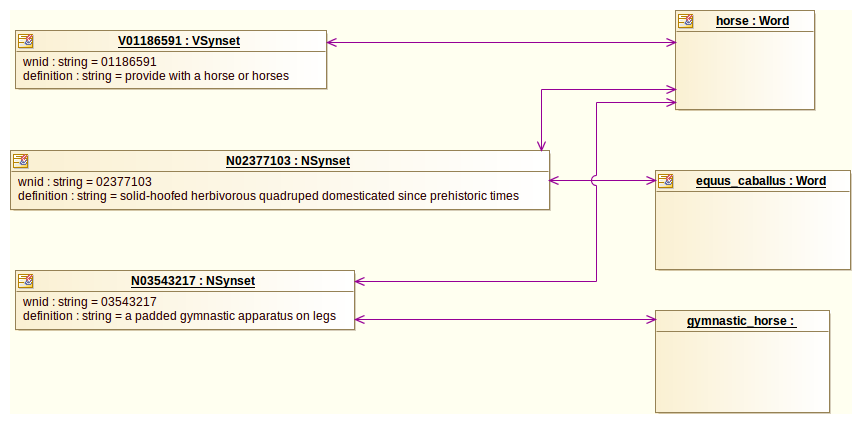 V01186591 : VSynset
wnid : string = 01186591
definition : string = provide with a horse or horses
horse : Word
N02377103 : NSynset
wnid : string = 02377103
definition : string = solid-hoofed herbivorous quadruped domesticated since prehistoric times
equus_caballus : Word
N03543217 : NSynset
wnid : string = 03543217
definition : string = a padded gymnastic apparatus on legs
gymnastic_horse :